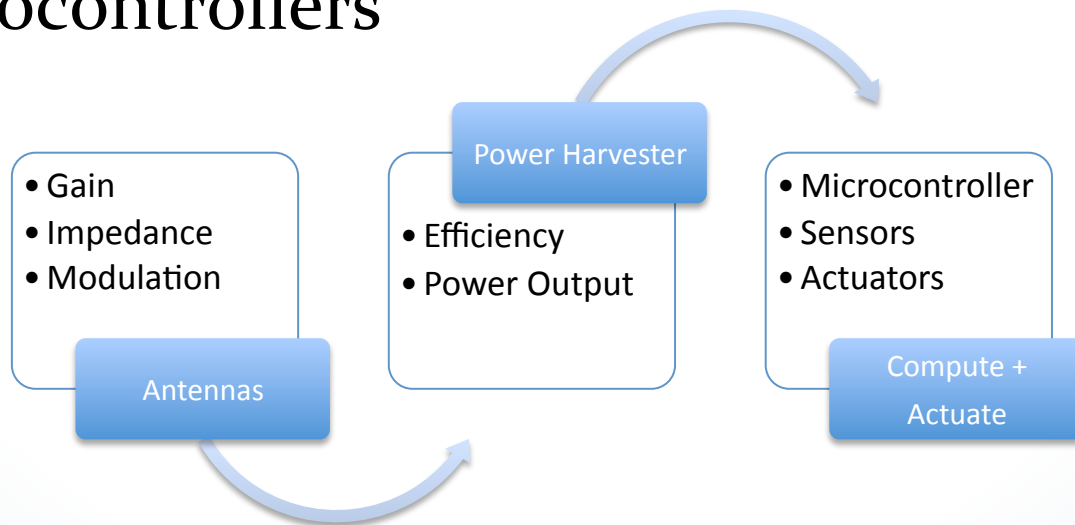 ocontrollers
• Gain
• Impedance
• Modulation
Antennas
Power Harvester
• Efficiency
• Power Output
• Microcontroller
• Sensors
• Actuators
Compute +
Actuate